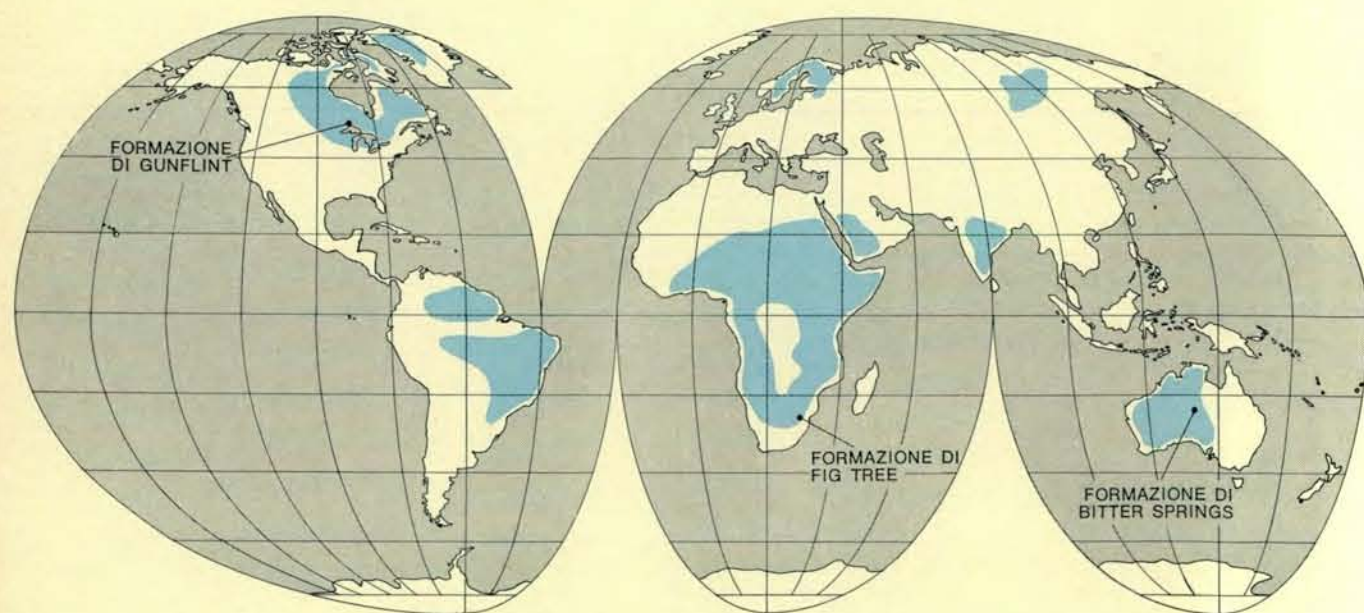 FORMAZIONE
DI GUNFLINT
FORMAZIONE DI
FIG TREE
FORMAZIONE DI
BITTER SPRINGS